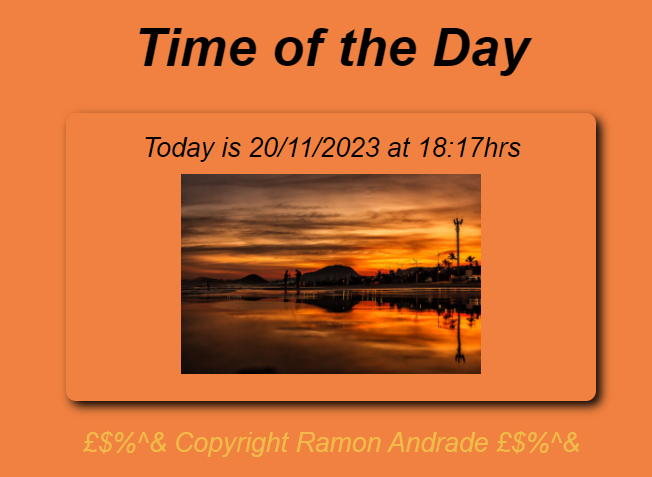 Time of the Day
Today is 20/11/2023 at 18:17hrs
£$%^& Copyright Ramon Andrade £$%^&